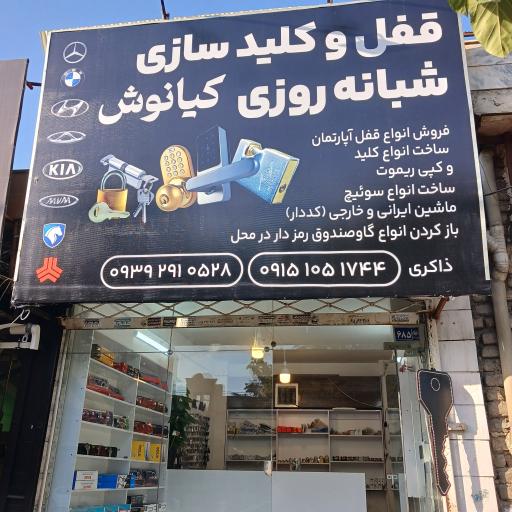 قفل و کلید سازی
شبانه روزی کیانوش
فروش انواع قفل آپارتمان
ساخت انواع کلید
و کپی ریموت
ساخت انواع سوئیچ
ماشین ایرانی و خارجی (کددار)
باز کردن انواع گاوصندوق رمز دار در محل
ذاکری ۰۹۱۵ ۱۰۵ ۱۷۴۴ ۰۹۳۹ ۲۹۱ ۰۵۲۸
KIA
MVM
۶۸۵